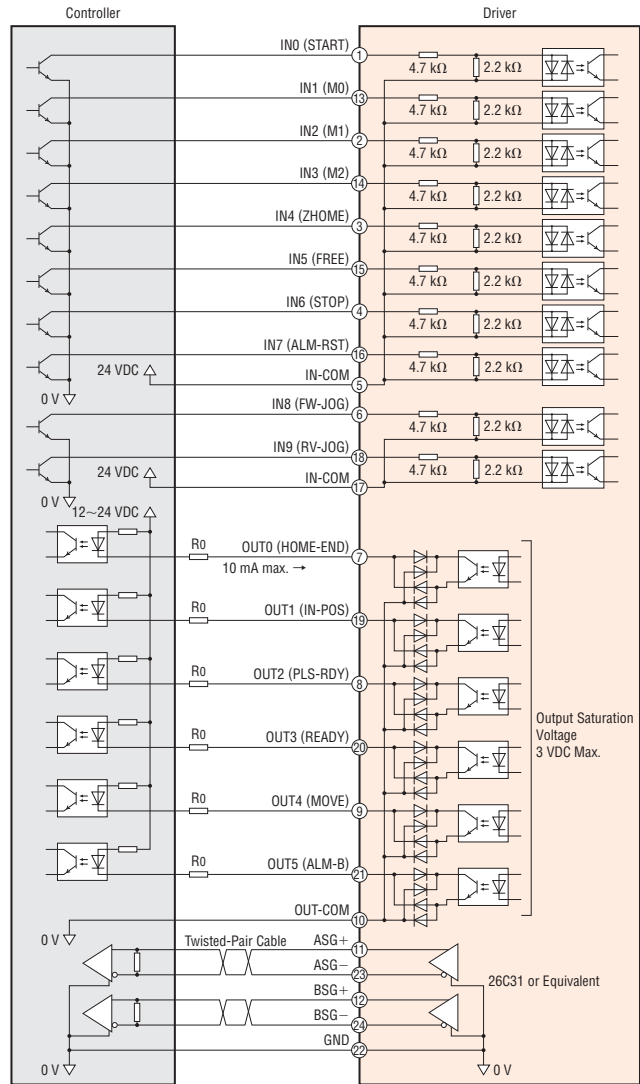 Controller Driver
IN0 (START) 1 4.7 kΩ 2.2 kΩ
IN1 (M0) 13 4.7 kΩ 2.2 kΩ
IN2 (M1) 2 4.7 kΩ 2.2 kΩ
IN3 (M2) 14 4.7 kΩ 2.2 kΩ
IN4 (ZHOME) 3 4.7 kΩ 2.2 kΩ
IN5 (FREE) 15 4.7 kΩ 2.2 kΩ
IN6 (STOP) 4 4.7 kΩ 2.2 kΩ
IN7 (ALM-RST) 16 4.7 kΩ 2.2 kΩ
24 VDC IN-COM 5
0 V
IN8 (FW-JOG) 6 4.7 kΩ 2.2 kΩ
IN9 (RV-JOG) 18 4.7 kΩ 2.2 kΩ
24 VDC IN-COM 17
0 V
12~24 VDC
R0 OUT0 (HOME-END) 7
10 mA max. →
R0 OUT1 (IN-POS) 19
R0 OUT2 (PLS-RDY) 8
Output Saturation
Voltage
3 VDC Max.
R0 OUT3 (READY) 20
R0 OUT4 (MOVE) 9
R0 OUT5 (ALM-B) 21
OUT-COM 10
0 V
Twisted-Pair Cable ASG+ 11
ASG− 23
26C31 or Equivalent
BSG+ 12
BSG− 24
GND 22
0 V 0 V